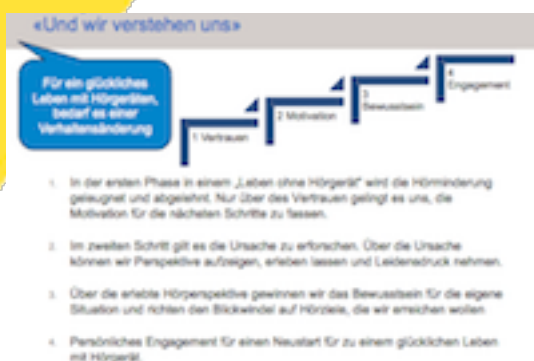 «Und wir verstehen uns»
Für ein glückliches
Leben mit Hörgeräten,
bedarf es einer
Verhaltensänderung
1 Vertrauen
2 Motivation
3
Bewusstsein
4
Engagement
1. In der ersten Phase in einem „Leben ohne Hörgerät" wird die Hörminderung
geleugnet und abgelehnt. Nur über des Vertrauen gelingt es uns, die
Motivation für die nächsten Schritte zu fassen.
2. Im zweiten Schritt gilt es die Ursache zu erforschen. Über die Ursache
können wir Perspektive aufzeigen, erleben lassen und Leidensdruck nehmen.
3. Über die erlebte Hörperspektive gewinnen wir das Bewusstsein für die eigene
Situation und richten den Blickwindel auf Hörziele, die wir erreichen wollen
4. Persönliches Engagement für einen Neustart für zu einem glücklichen Leben
mit Hörgerät.